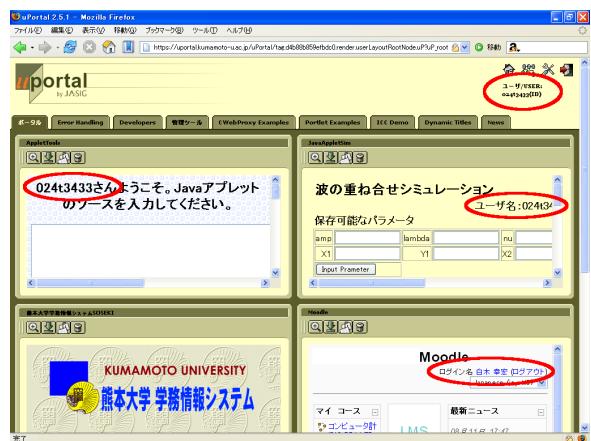 uPortal 2.5.1 - Mozilla Firefox
ファイル(F) 編集(E) 表示(V) 移動(G) ブックマーク(B) ツール(T) ヘルプ(H)
移動
uportal
by JASIG
ユーザ/USER:
ポータル Error Handling Developers 管理ツール CWebProxy Examples Portlet Examples ICC Demo Dynamic Titles News
AppletTools
024t3433さんようこそ。Javaアプレット
のソースを入力してください。
JavaAppletSim
波の重ね合せシミュレーション
ユーザ名:024t34
保存可能なパラメータ
amp lambda nu
X1 Y1 X2
Input Prameter
熊本大学学務情報システムSOSEKI
KUMAMOTO UNIVERSITY
熊本大学 学務情報システム
Moodle
Moodle
ログイン名 白木 幸宏 (ログアウト)
マイ コース
コンピュータ計
LMS
最新ニュース
完了